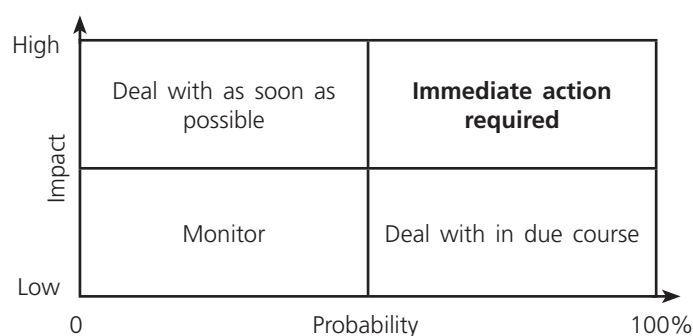 High
Deal with as soon as
possible
Immediate action
required
Impact
Monitor
Deal with in due course
Low
0
Probability
100%